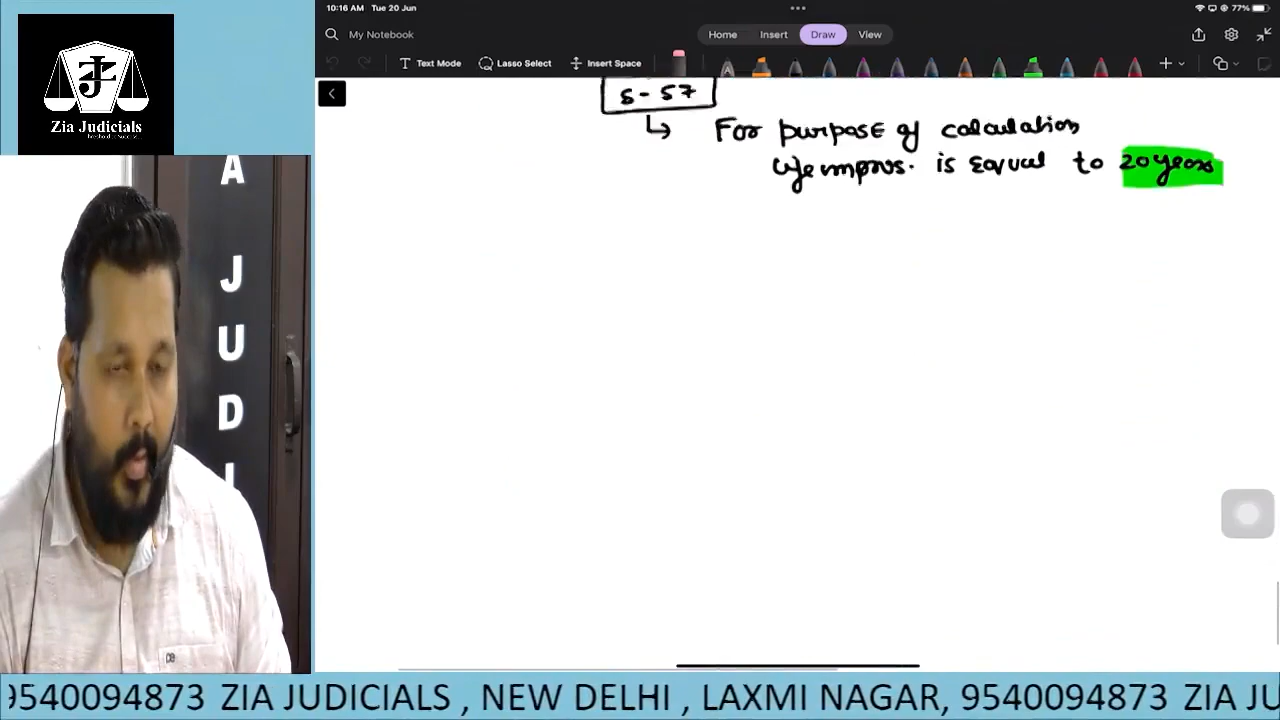 10:16 AM Tue 20 Jun
77%
My Notebook
Home Insert Draw View
Text Mode Lasso Select Insert Space
Zia Judicials
A
J
U
D
S - 57
For purpose of calculation
is equal to 20 years
9540094873 ZIA JUDICIALS , NEW DELHI , LAXMI NAGAR, 9540094873 ZIA JU